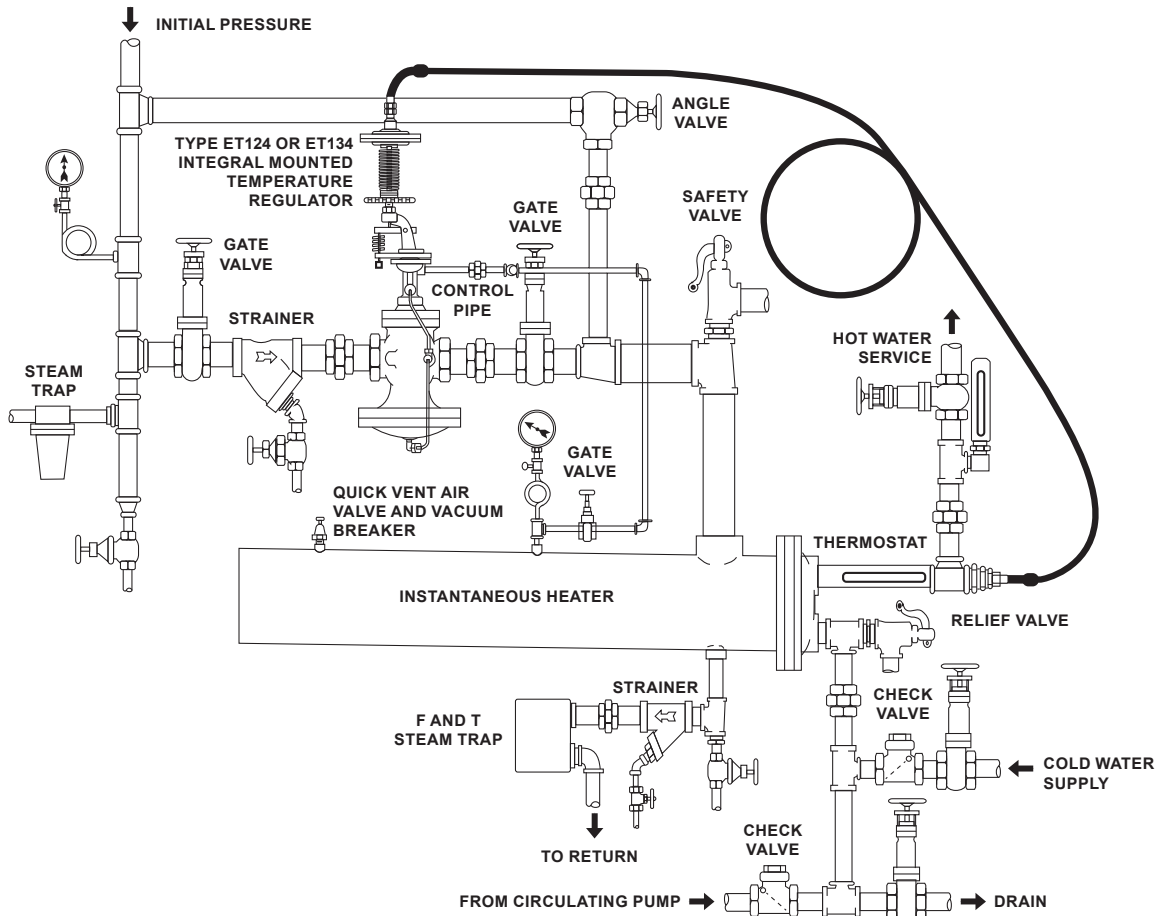 INITIAL PRESSURE
ANGLE
VALVE
TYPE ET124 OR ET134
INTEGRAL MOUNTED
TEMPERATURE
REGULATOR
GATE
VALVE
SAFETY
VALVE
GATE
VALVE
CONTROL
PIPE
STRAINER
HOT WATER
SERVICE
STEAM
TRAP
GATE
VALVE
QUICK VENT AIR
VALVE AND VACUUM
BREAKER
THERMOSTAT
INSTANTANEOUS HEATER
RELIEF VALVE
STRAINER
CHECK
VALVE
F AND T
STEAM TRAP
COLD WATER
SUPPLY
TO RETURN
CHECK
VALVE
FROM CIRCULATING PUMP
DRAIN